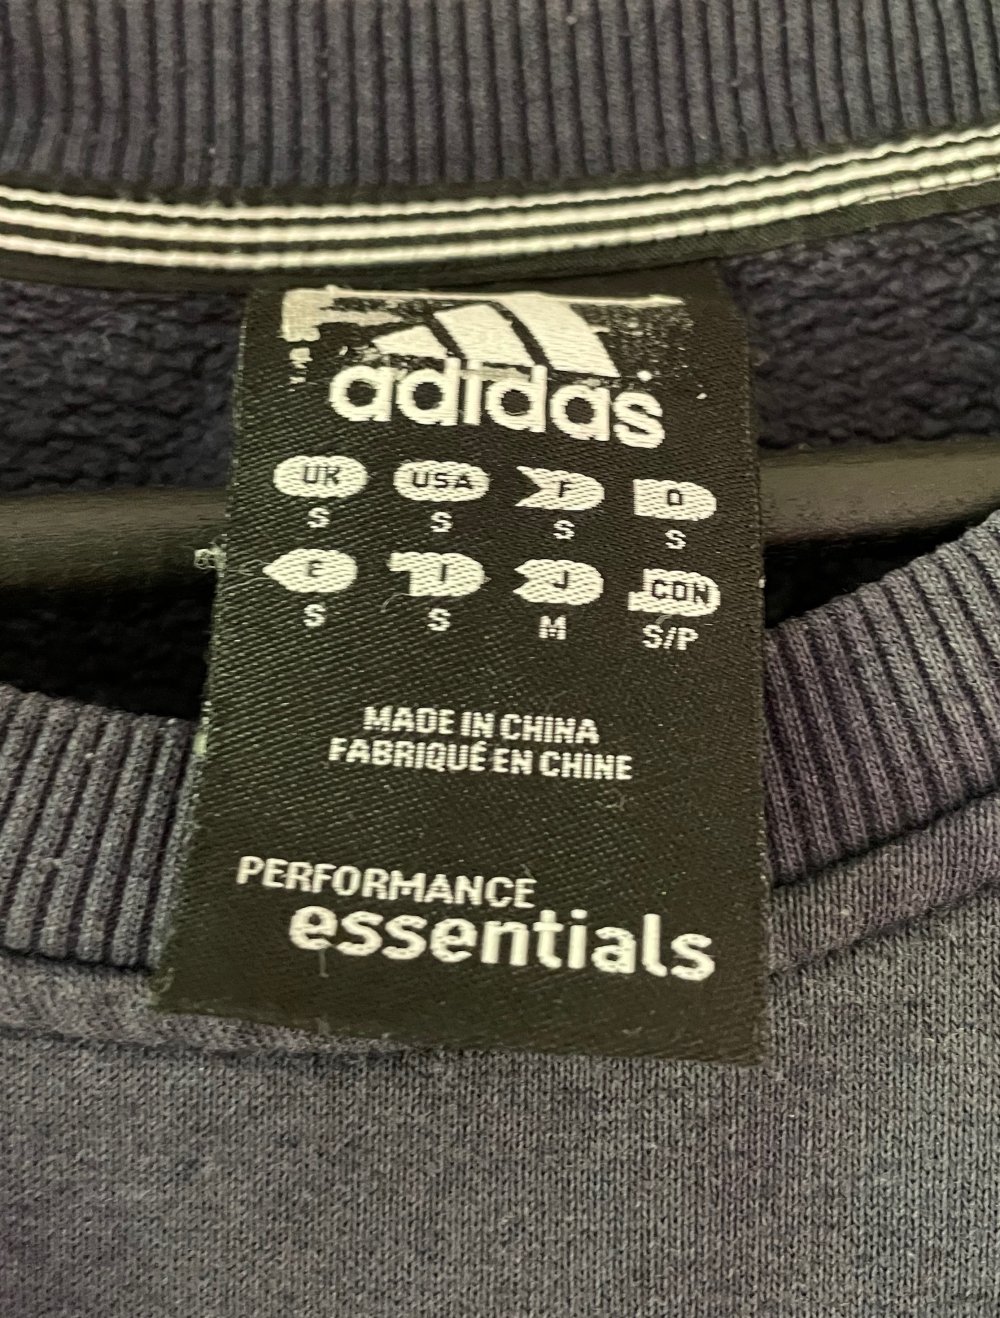 adidas
UK USA F D
S S S S
E I J CDN
S S M S/P
MADE IN CHINA
FABRIQUÉ EN CHINE
PERFORMANCE
essentials